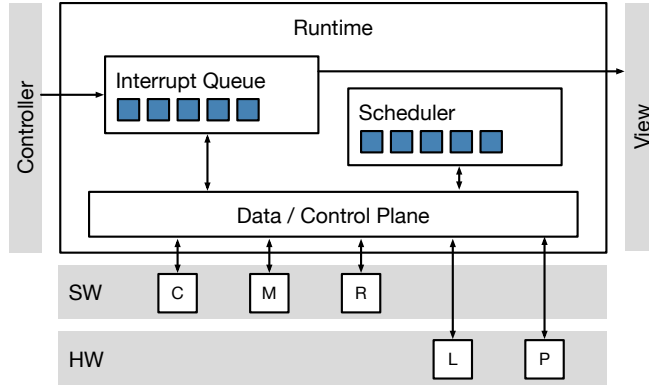 Runtime
Controller
Interrupt Queue
Scheduler
View
Data / Control Plane
SW
C
M
R
HW
L
P